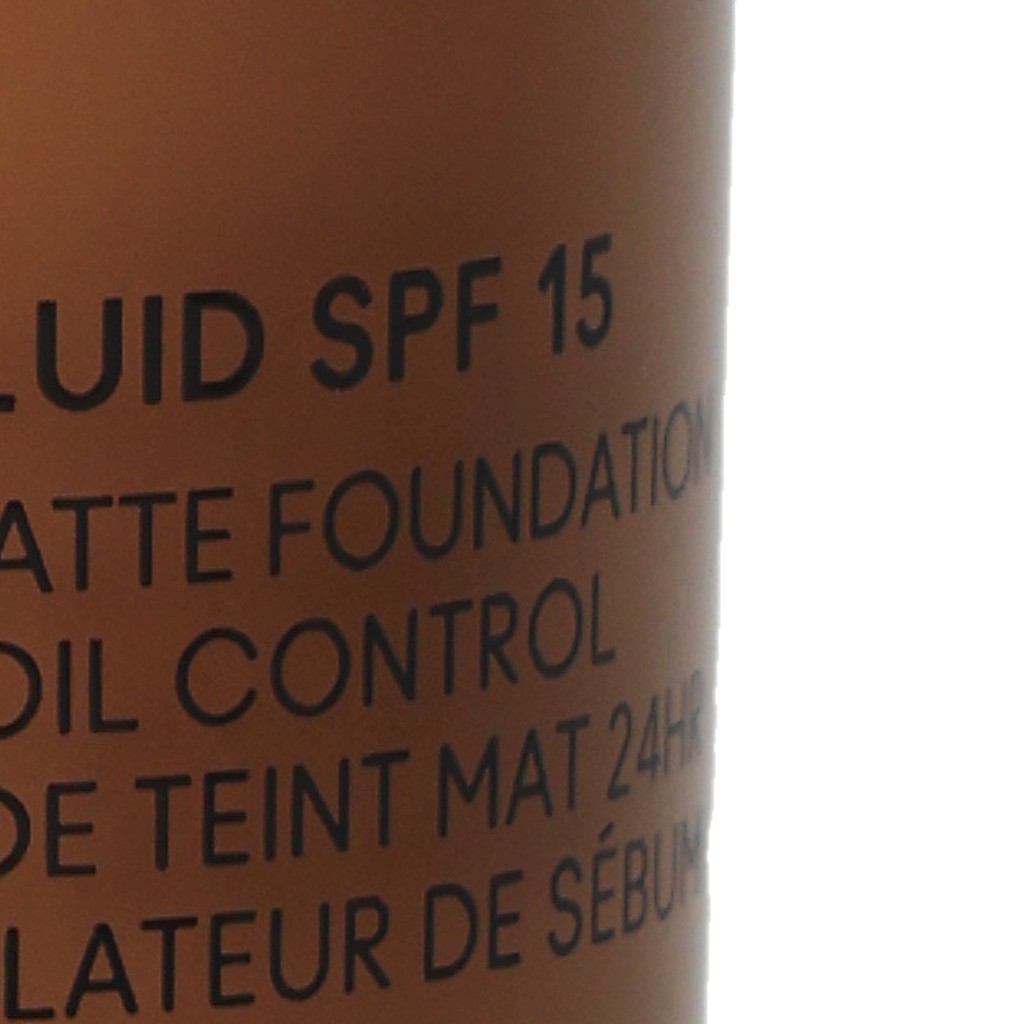 LUID SPF 15
ATTE FOUNDATION
OIL CONTROL
DE TEINT MAT 24HR
LATEUR DE SÉBUM